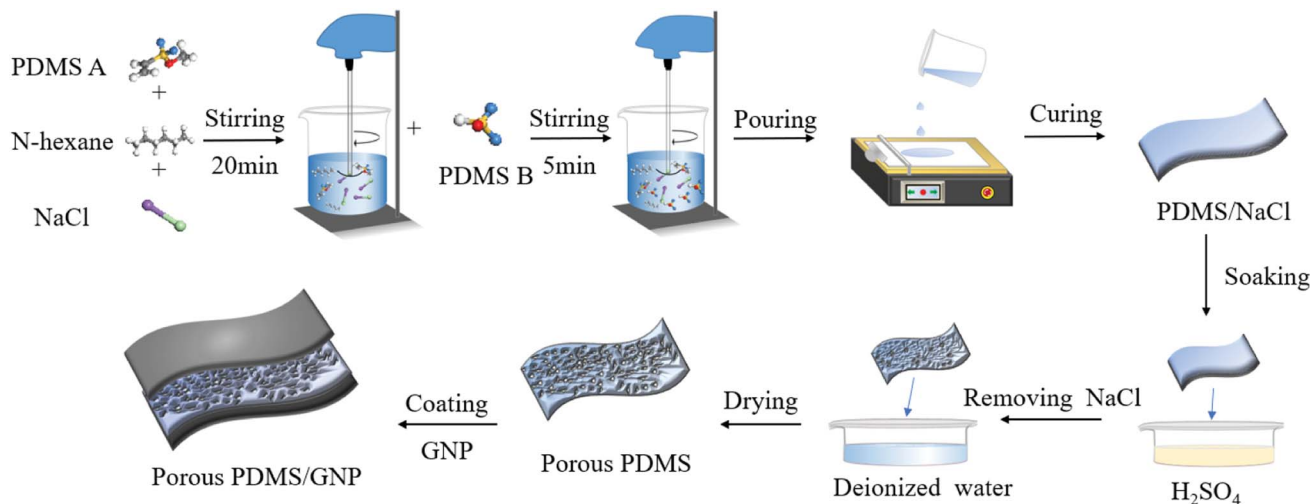 PDMS A
+
N-hexane
+
NaCl
Stirring
20min
+
PDMS B
Stirring
5min
Pouring
Curing
PDMS/NaCl
Soaking
H₂SO₄
Removing NaCl
Deionized water
Drying
Porous PDMS
Coating
GNP
Porous PDMS/GNP